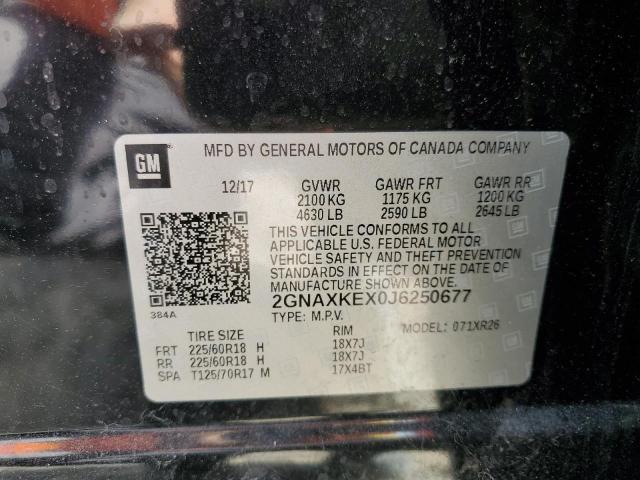 GM
MFD BY GENERAL MOTORS OF CANADA COMPANY
12/17 GVWR GAWR FRT GAWR RR
2100 KG 1175 KG 1200 KG
4630 LB 2590 LB 2645 LB
THIS VEHICLE CONFORMS TO ALL
APPLICABLE U.S. FEDERAL MOTOR
VEHICLE SAFETY AND THEFT PREVENTION
STANDARDS IN EFFECT ON THE DATE OF
MANUFACTURE SHOWN ABOVE.
2GNAXKEX0J6250677
384A
TYPE: M.P.V. MODEL: 071XR26
TIRE SIZE RIM
FRT 225/60R18 H 18X7J
RR 225/60R18 H 18X7J
SPA T125/70R17 M 17X4BT